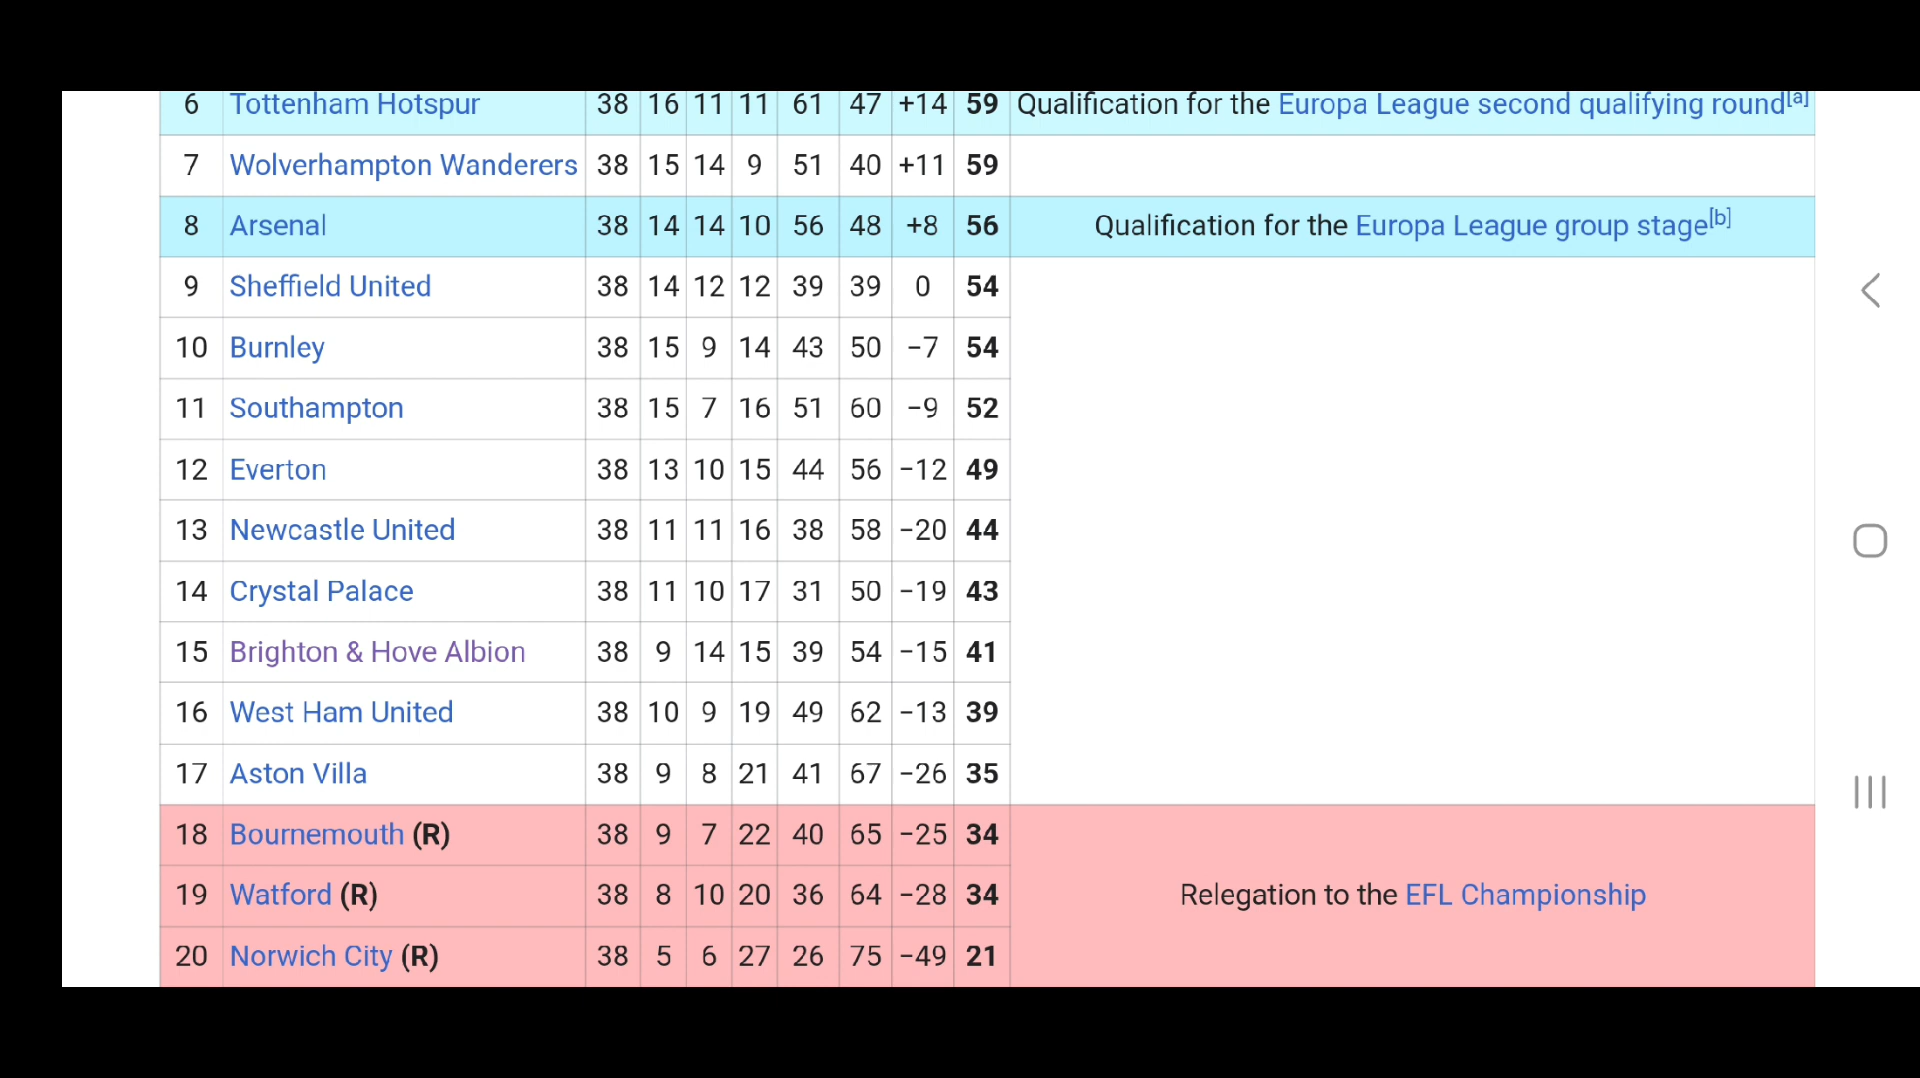 6 Tottenham Hotspur 38 16 11 11 61 47 +14 59 Qualification for the Europa League second qualifying round[a]
7 Wolverhampton Wanderers 38 15 14 9 51 40 +11 59
8 Arsenal 38 14 14 10 56 48 +8 56 Qualification for the Europa League group stage[b]
9 Sheffield United 38 14 12 12 39 39 0 54
10 Burnley 38 15 9 14 43 50 −7 54
11 Southampton 38 15 7 16 51 60 −9 52
12 Everton 38 13 10 15 44 56 −12 49
13 Newcastle United 38 11 11 16 38 58 −20 44
14 Crystal Palace 38 11 10 17 31 50 −19 43
15 Brighton & Hove Albion 38 9 14 15 39 54 −15 41
16 West Ham United 38 10 9 19 49 62 −13 39
17 Aston Villa 38 9 8 21 41 67 −26 35
18 Bournemouth (R) 38 9 7 22 40 65 −25 34
19 Watford (R) 38 8 10 20 36 64 −28 34 Relegation to the EFL Championship
20 Norwich City (R) 38 5 6 27 26 75 −49 21